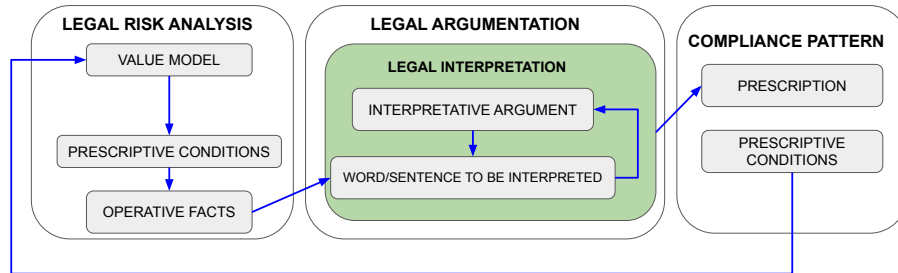 LEGAL RISK ANALYSIS
VALUE MODEL
PRESCRIPTIVE CONDITIONS
OPERATIVE FACTS
LEGAL ARGUMENTATION
LEGAL INTERPRETATION
INTERPRETATIVE ARGUMENT
WORD/SENTENCE TO BE INTERPRETED
COMPLIANCE PATTERN
PRESCRIPTION
PRESCRIPTIVE
CONDITIONS